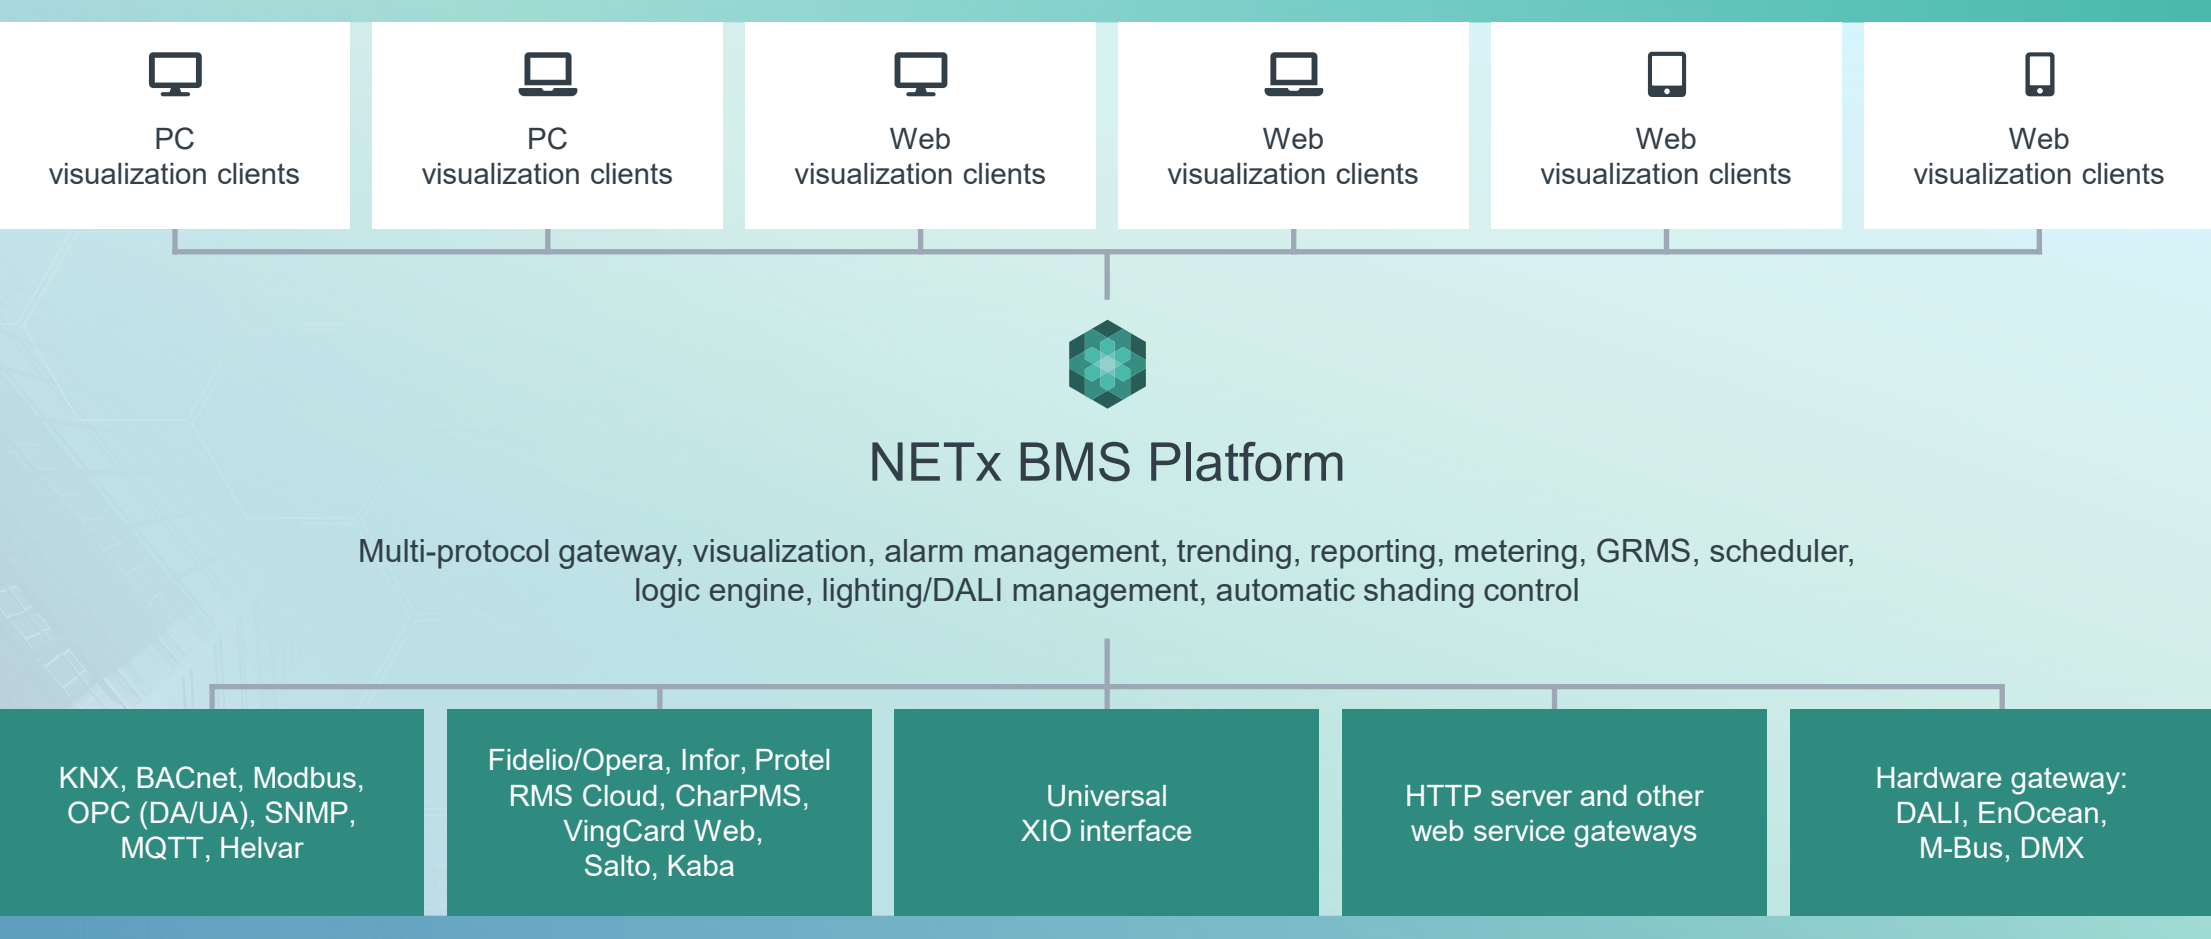 PC
visualization clients
PC
visualization clients
Web
visualization clients
Web
visualization clients
Web
visualization clients
Web
visualization clients
NETx BMS Platform
Multi-protocol gateway, visualization, alarm management, trending, reporting, metering, GRMS, scheduler,
logic engine, lighting/DALI management, automatic shading control
KNX, BACnet, Modbus,
OPC (DA/UA), SNMP,
MQTT, Helvar
Fidelio/Opera, Infor, Protel
RMS Cloud, CharPMS,
VingCard Web,
Salto, Kaba
Universal
XIO interface
HTTP server and other
web service gateways
Hardware gateway:
DALI, EnOcean,
M-Bus, DMX